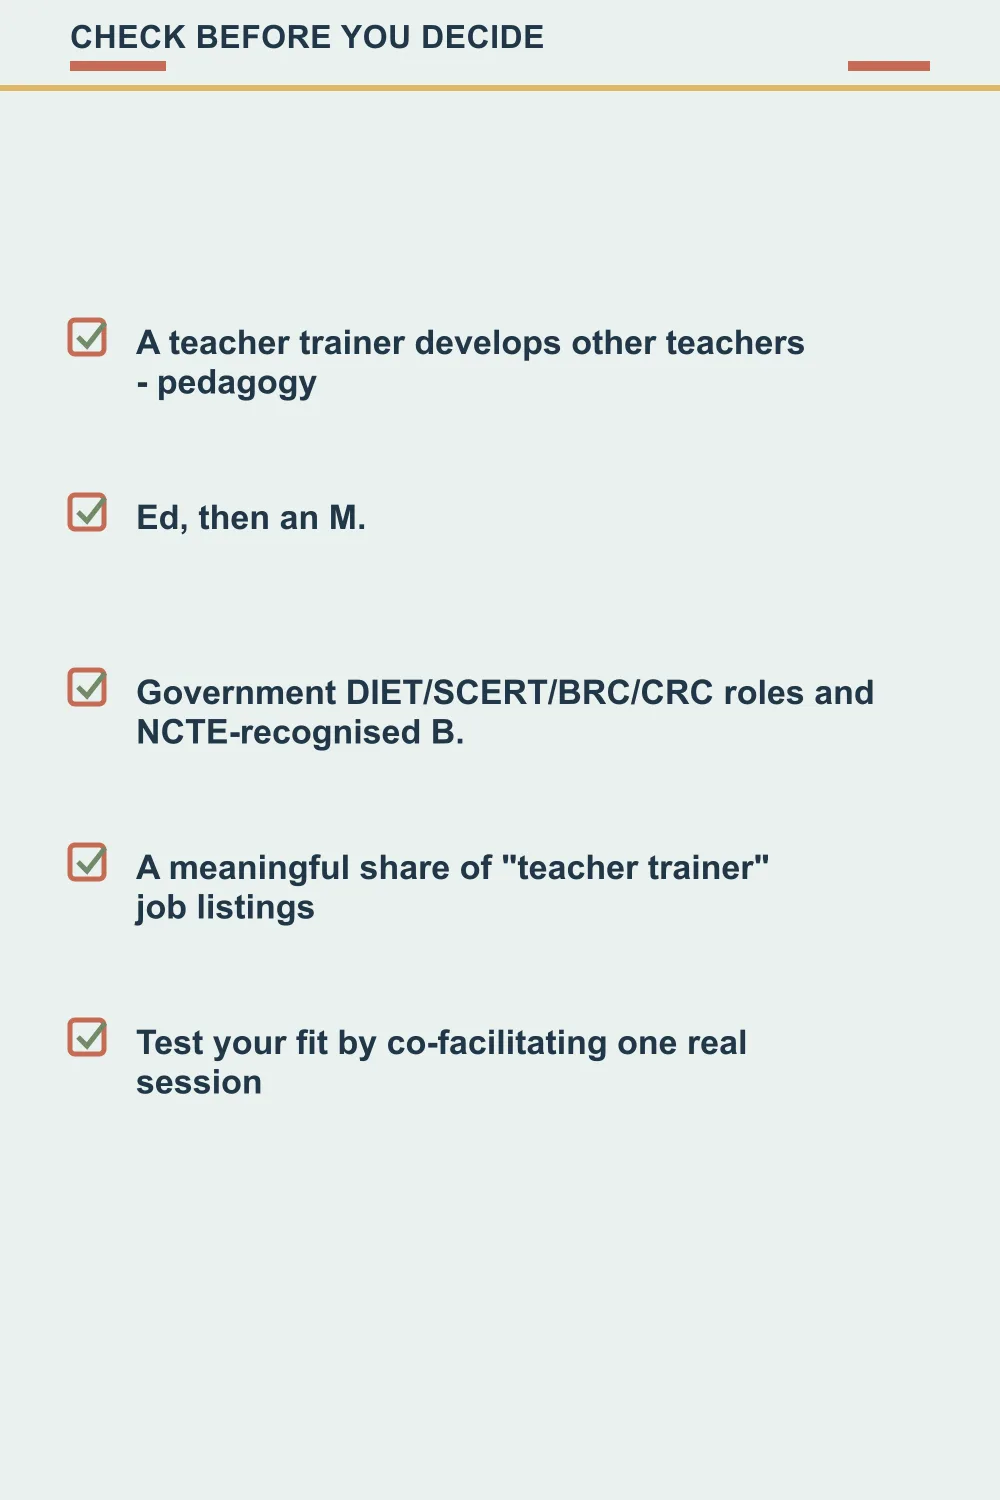 CHECK BEFORE YOU DECIDE
A teacher trainer develops other teachers
- pedagogy
Ed, then an M.
Government DIET/SCERT/BRC/CRC roles and
NCTE-recognised B.
A meaningful share of "teacher trainer"
job listings
Test your fit by co-facilitating one real
session